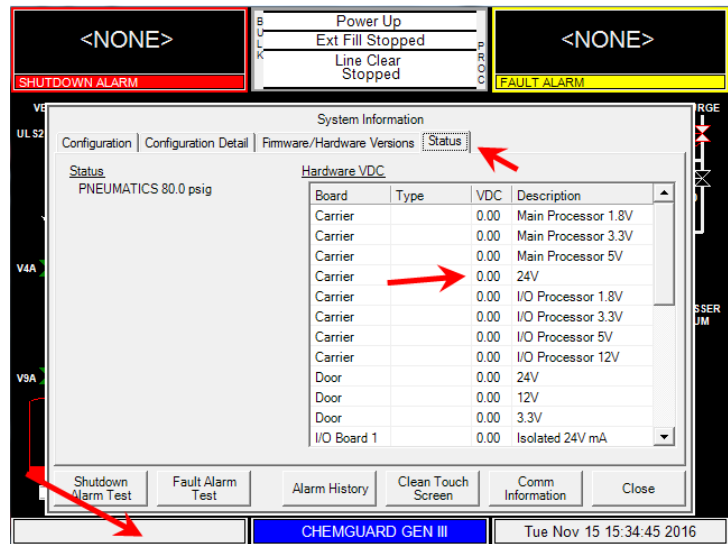 <NONE>
SHUTDOWN ALARM
BULK
Power Up
Ext Fill Stopped
Line Clear
Stopped
PROC
<NONE>
FAULT ALARM
RGE
UL S2
V4A
V9A
System Information
Configuration
Configuration Detail
Firmware/Hardware Versions
Status
Status
PNEUMATICS 80.0 psig
Hardware VDC
Board Type VDC Description
Carrier 0.00 Main Processor 1.8V
Carrier 0.00 Main Processor 3.3V
Carrier 0.00 Main Processor 5V
Carrier 0.00 24V
Carrier 0.00 I/O Processor 1.8V
Carrier 0.00 I/O Processor 3.3V
Carrier 0.00 I/O Processor 5V
Carrier 0.00 I/O Processor 12V
Door 0.00 24V
Door 0.00 12V
Door 0.00 3.3V
I/O Board 1 0.00 Isolated 24V mA
SSER
UM
Shutdown
Alarm Test
Fault Alarm
Test
Alarm History
Clean Touch
Screen
Comm
Information
Close
CHEMGUARD GEN III
Tue Nov 15 15:34:45 2016